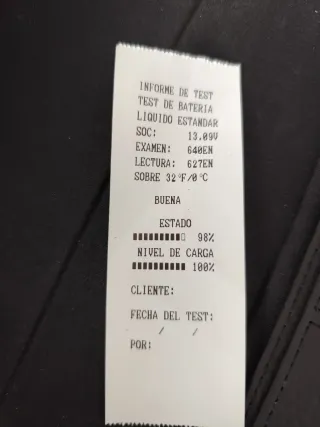 INFORME DE TEST
TEST DE BATERIA
LIQUIDO ESTANDAR
SOC: 13.09V
EXAMEN: 640EN
LECTURA: 627EN
SOBRE 32°F/0°C
BUENA
ESTADO
98%
NIVEL DE CARGA
100%
CLIENTE:
FECHA DEL TEST:
/ /
POR: